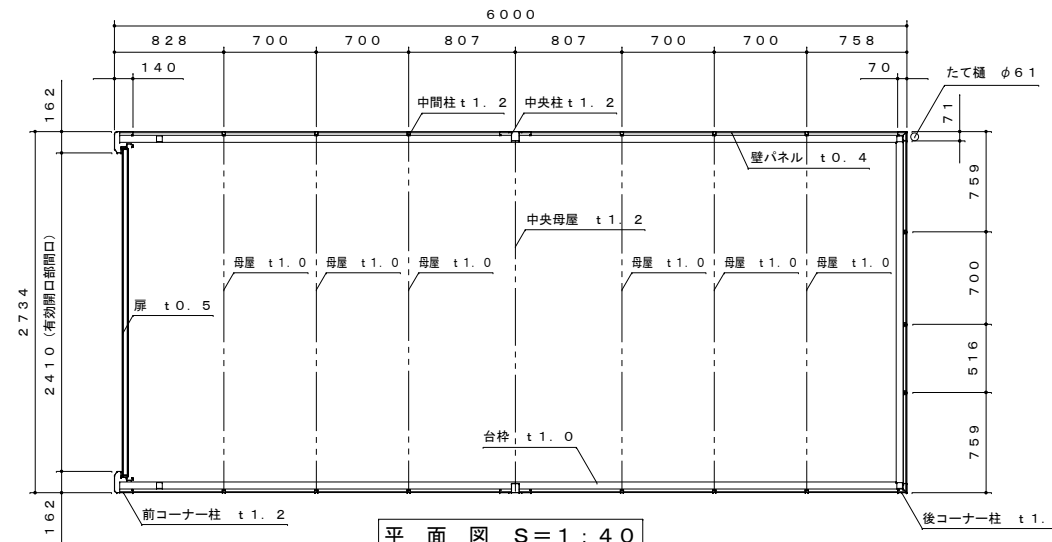 6000
828 700 700 807 807 700 700 758
140 70
たて樋 φ61
162
71
中間柱t1.2 中央柱t1.2
壁パネル t0.4
759
中央母屋 t1.2
母屋 t1.0 母屋 t1.0 母屋 t1.0 母屋 t1.0 母屋 t1.0 母屋 t1.0
700
扉 t0.5
2734
2410(有効開口部間口)
516
台枠 t1.0
759
162
前コーナー柱 t1.2
後コーナー柱 t1.
平面図 S=1:40